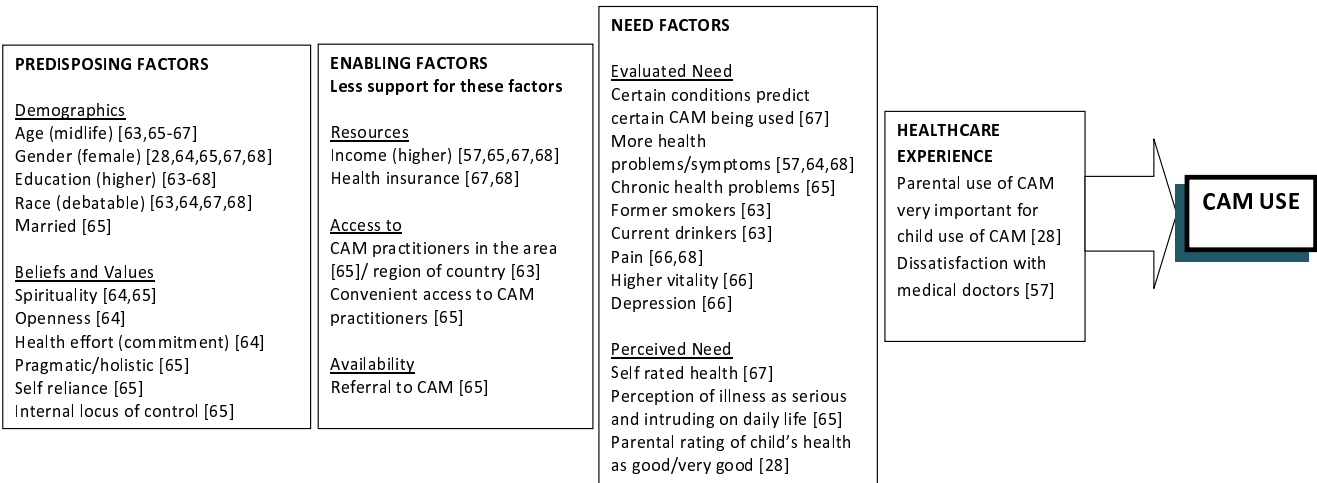 PREDISPOSING FACTORS
Demographics
Age (midlife) [63,65-67]
Gender (female) [28,64,65,67,68]
Education (higher) [63-68]
Race (debatable) [63,64,67,68]
Married [65]
Beliefs and Values
Spirituality [64,65]
Openness [64]
Health effort (commitment) [64]
Pragmatic/holistic [65]
Self reliance [65]
Internal locus of control [65]
ENABLING FACTORS
Less support for these factors
Resources
Income (higher) [57,65,67,68]
Health insurance [67,68]
Access to
CAM practitioners in the area
[65]/ region of country [63]
Convenient access to CAM
practitioners [65]
Availability
Referral to CAM [65]
NEED FACTORS
Evaluated Need
Certain conditions predict
certain CAM being used [67]
More health
problems/symptoms [57,64,68]
Chronic health problems [65]
Former smokers [63]
Current drinkers [63]
Pain [66,68]
Higher vitality [66]
Depression [66]
Perceived Need
Self rated health [67]
Perception of illness as serious
and intruding on daily life [65]
Parental rating of child's health
as good/very good [28]
HEALTHCARE
EXPERIENCE
Parental use of CAM
very important for
child use of CAM [28]
Dissatisfaction with
medical doctors [57]
CAM USE